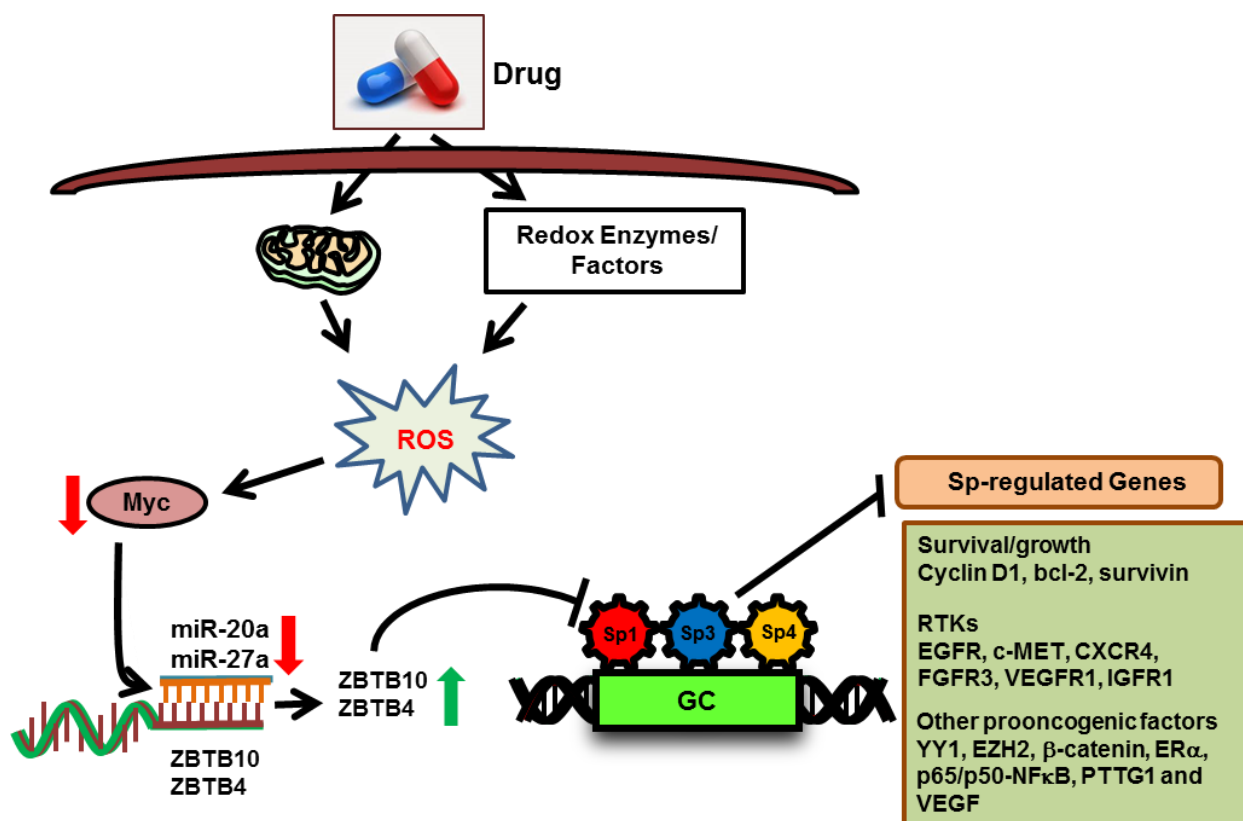 Drug
Redox Enzymes/
Factors
ROS
Myc
miR-20a
miR-27a
ZBTB10
ZBTB4
ZBTB10
ZBTB4
Sp1
Sp3
Sp4
GC
Sp-regulated Genes
Survival/growth
Cyclin D1, bcl-2, survivin
RTKs
EGFR, c-MET, CXCR4,
FGFR3, VEGFR1, IGFR1
Other prooncogenic factors
YY1, EZH2, β-catenin, ERα,
p65/p50-NFκB, PTTG1 and
VEGF